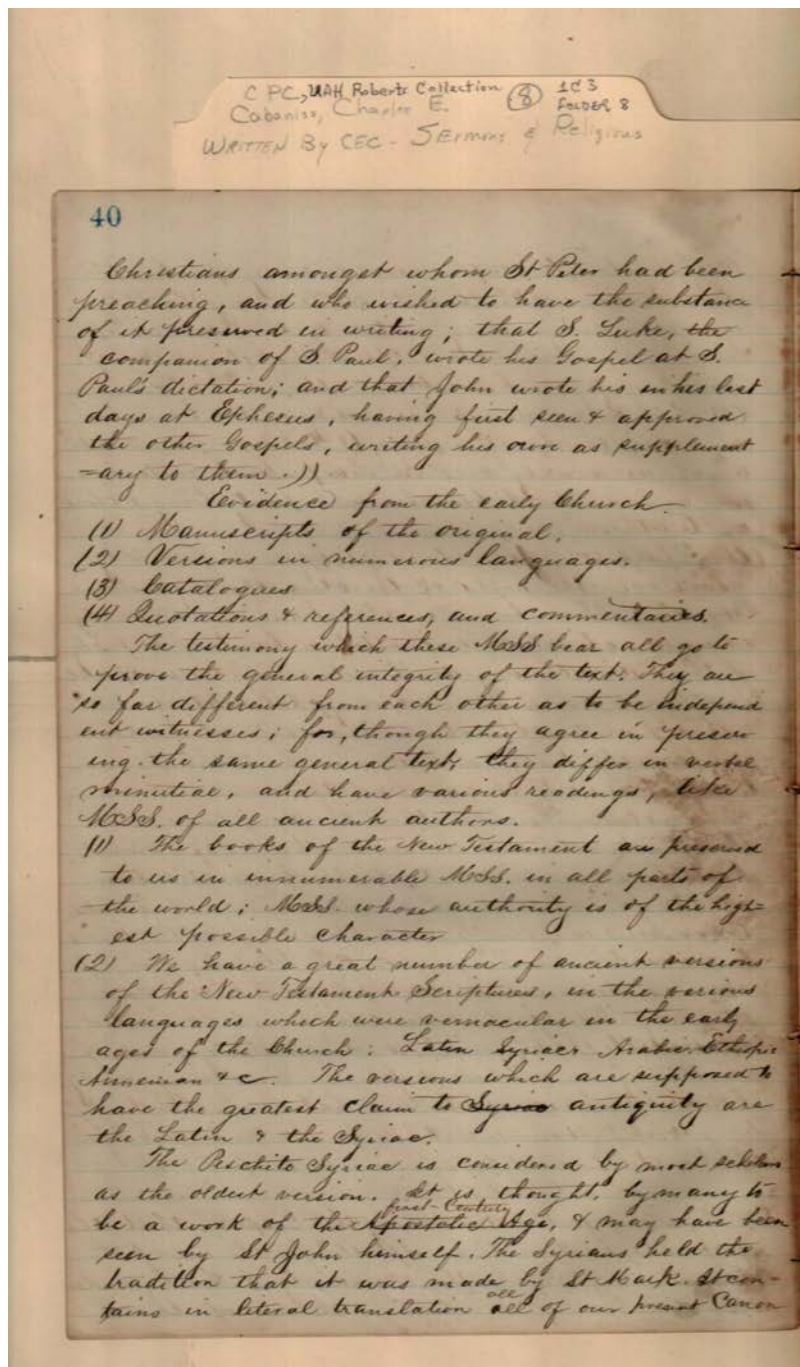 C PC, UAH Roberts Collection (8) 1C3
Cabaniss, Charles E. FOLDER 8
WRITTEN By CEC - SERMONS & Religious
40
Christians amongst whom St Peter had been
preaching, and who wished to have the substance
of it preserved in writing; that S. Luke, the
companion of S. Paul, wrote his Gospel at S.
Paul's dictation; and that John wrote his in his last
days at Ephesus, having first seen & approved
the other Gospels, writing his own as supplement
=ary to them.))
Evidence from the early Church.
(1) Manuscripts of the original.
(2) Versions in numerous languages.
(3) Catalogues
(4) Quotations & references, and commentaries.
The testimony which these MSS bear all go to
prove the general integrity of the text. They are
so far different from each other as to be independ
ent witnesses; for, though they agree in preserv
ing the same general text, they differ in verbal
minutiae, and have various readings, like
MSS. of all ancient authors.
(1) The books of the New Testament are preserved
to us in innumerable MSS. in all parts of
the world; MSS. whose authority is of the high=
est possible character
(2) We have a great number of ancient versions
of the New Testament Scriptures, in the various
languages which were vernacular in the early
ages of the Church: Latin Syriac Arabic Ethiopic
Armenian &c. The versions which are supposed to
have the greatest claim to Syriac antiquity are
the Latin & the Syriac.
The Peschito Syriac is considered by most scholars
as the oldest version. It is thought, by many to
first Century
be a work of the Apostolic Age, & may have been
seen by St John himself. The Syrians held the
tradition that it was made by St Mark. It con-
all
tains in literal translation all of our present Canon